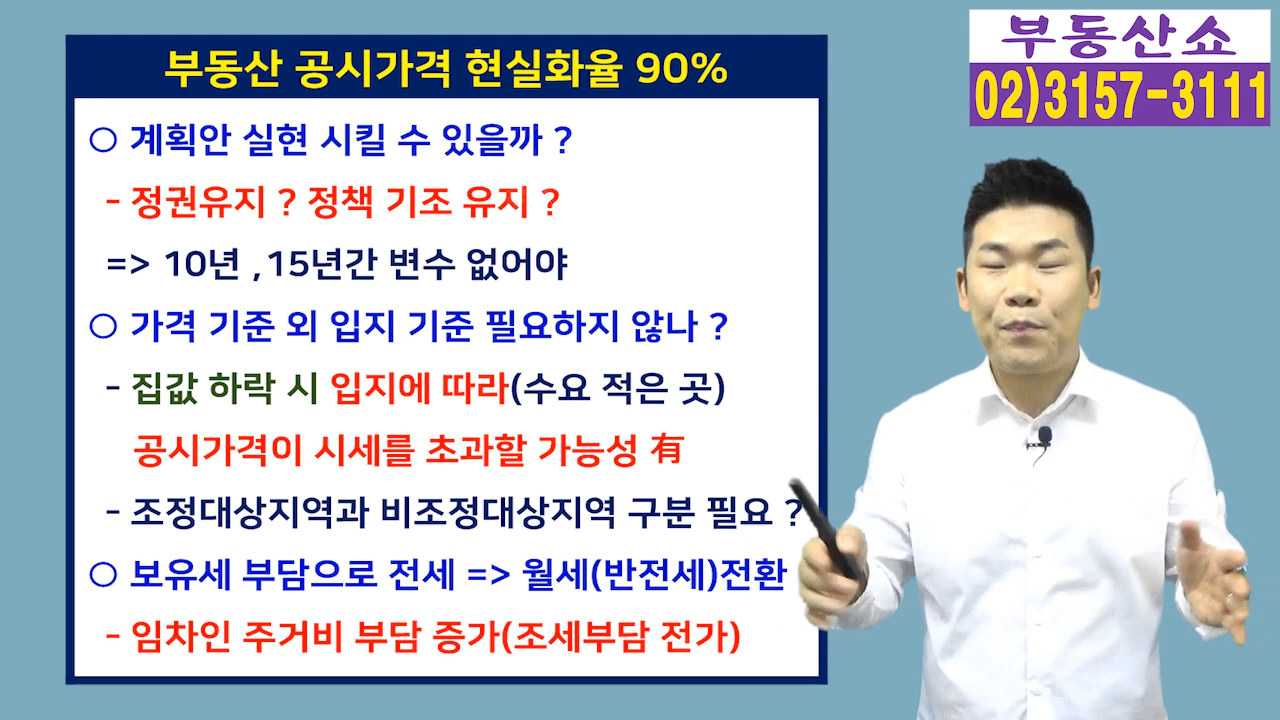 부동산쇼
02)3157-3111
부동산 공시가격 현실화율 90%
○ 계획안 실현 시킬 수 있을까 ?
- 정권유지 ? 정책 기조 유지 ?
=> 10년 ,15년간 변수 없어야
○ 가격 기준 외 입지 기준 필요하지 않나 ?
- 집값 하락 시 입지에 따라(수요 적은 곳)
공시가격이 시세를 초과할 가능성 有
- 조정대상지역과 비조정대상지역 구분 필요 ?
○ 보유세 부담으로 전세 => 월세(반전세)전환
- 임차인 주거비 부담 증가(조세부담 전가)